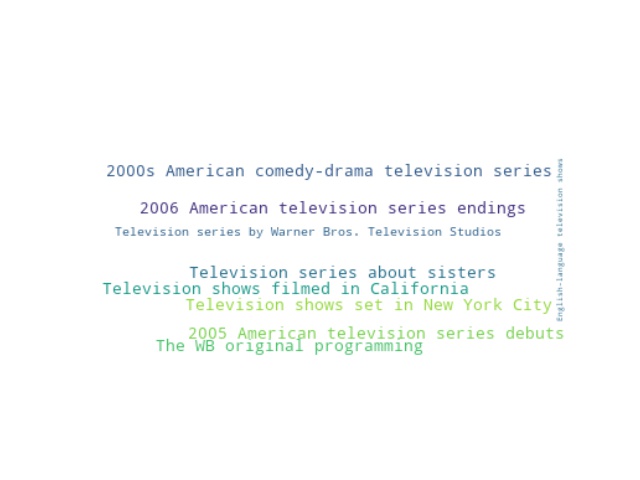 2000s American comedy-drama television series
2006 American television series endings
Television series by Warner Bros. Television Studios
Television series about sisters
Television shows filmed in California
Television shows set in New York City
2005 American television series debuts
The WB original programming
English-language television shows